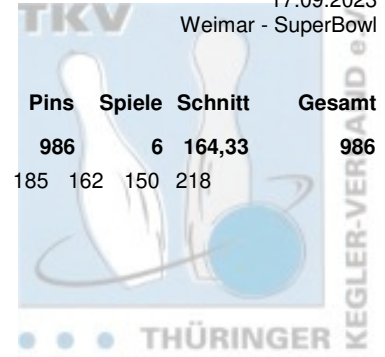 TKV
17.09.2023
Weimar - SuperBowl
Pins Spiele Schnitt Gesamt
986 6 164,33 986
185 162 150 218
THÜRINGER
KEGLER-VERBAND e.V.